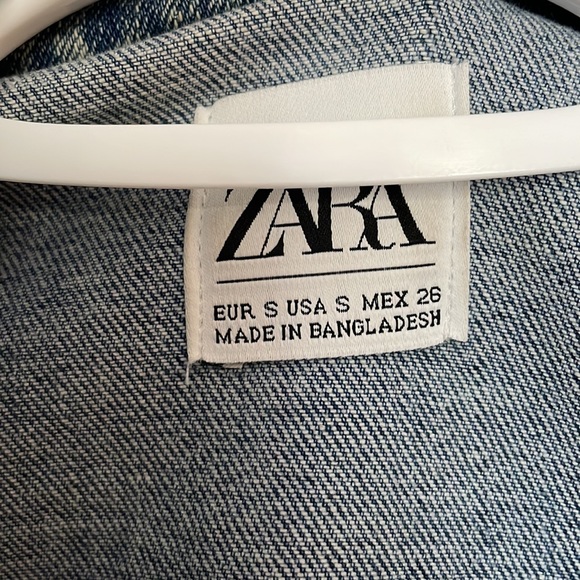 ZARA
EUR S USA S MEX 26
MADE IN BANGLADESH